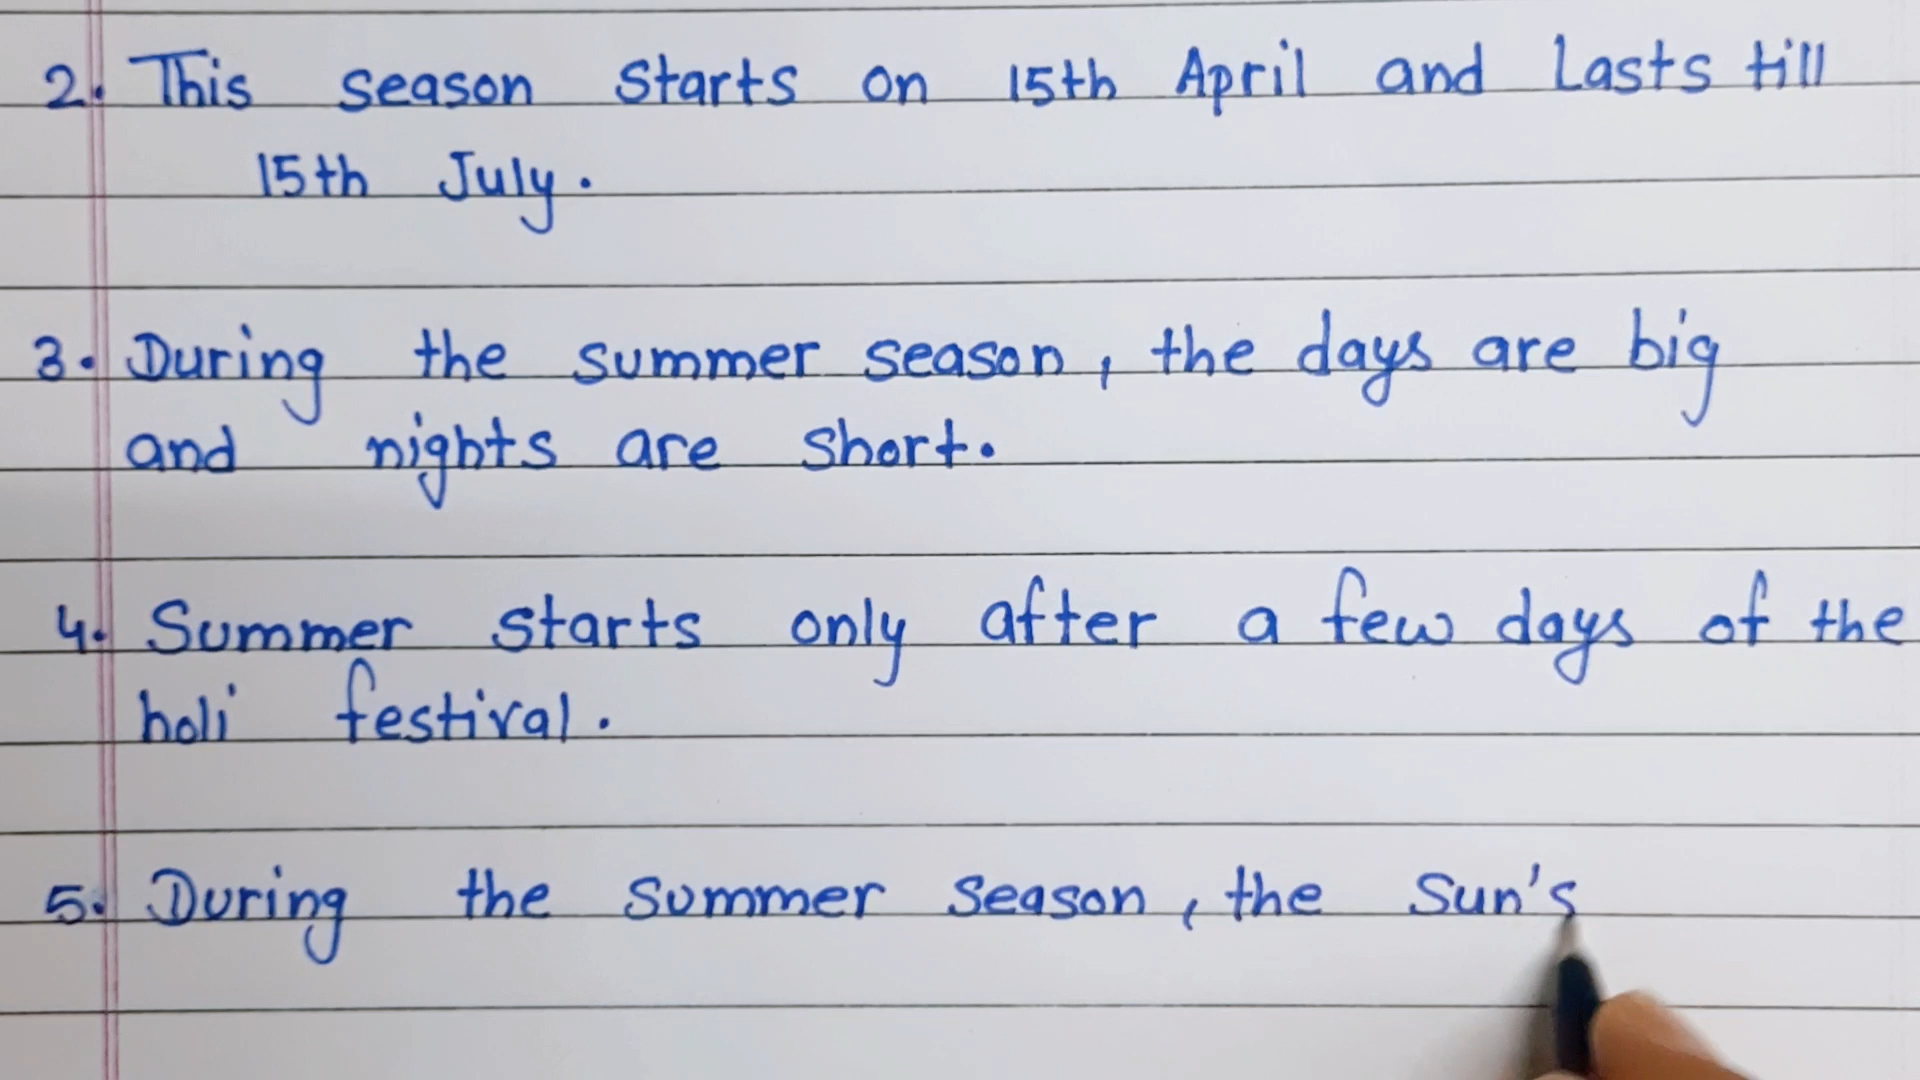 2. This season starts on 15th April and Lasts till
15th July.
3. During the summer season, the days are big
and nights are short.
4. Summer starts only after a few days of the
holi festival.
5. During the summer season, the sun's